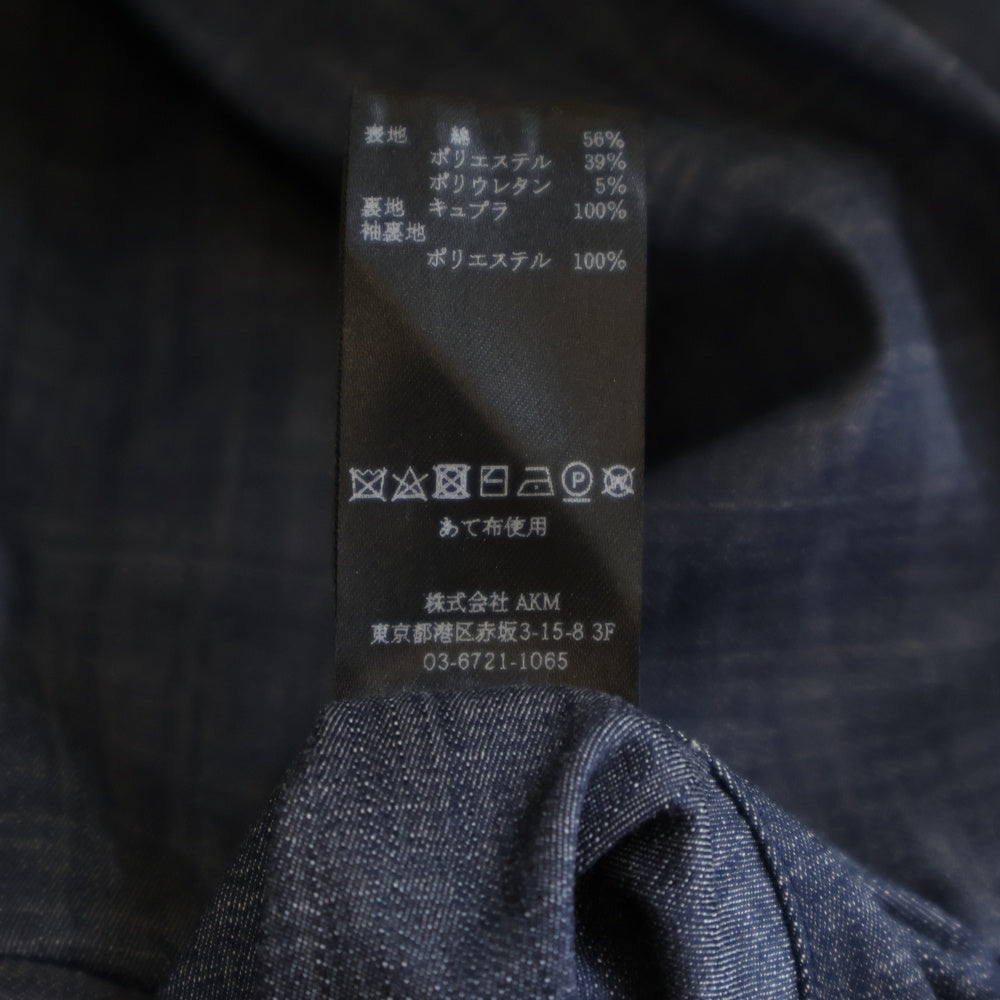 表地 綿 56%
ポリエステル 39%
ポリウレタン 5%
裏地 キュプラ 100%
袖裏地
ポリエステル 100%
P W
あて布使用
株式会社 AKM
東京都港区赤坂3-15-8 3F
03-6721-1065